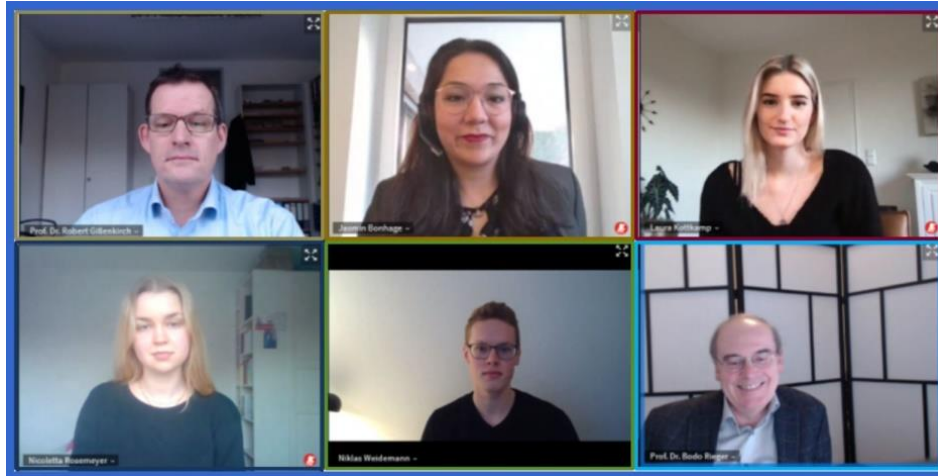 Prof. Dr. Robert Gillenkirch
Jasmin Bonhage
Laura Kottkamp
Nicoletta Rosemeyer
Niklas Weidemann
Prof. Dr. Bodo Rieger